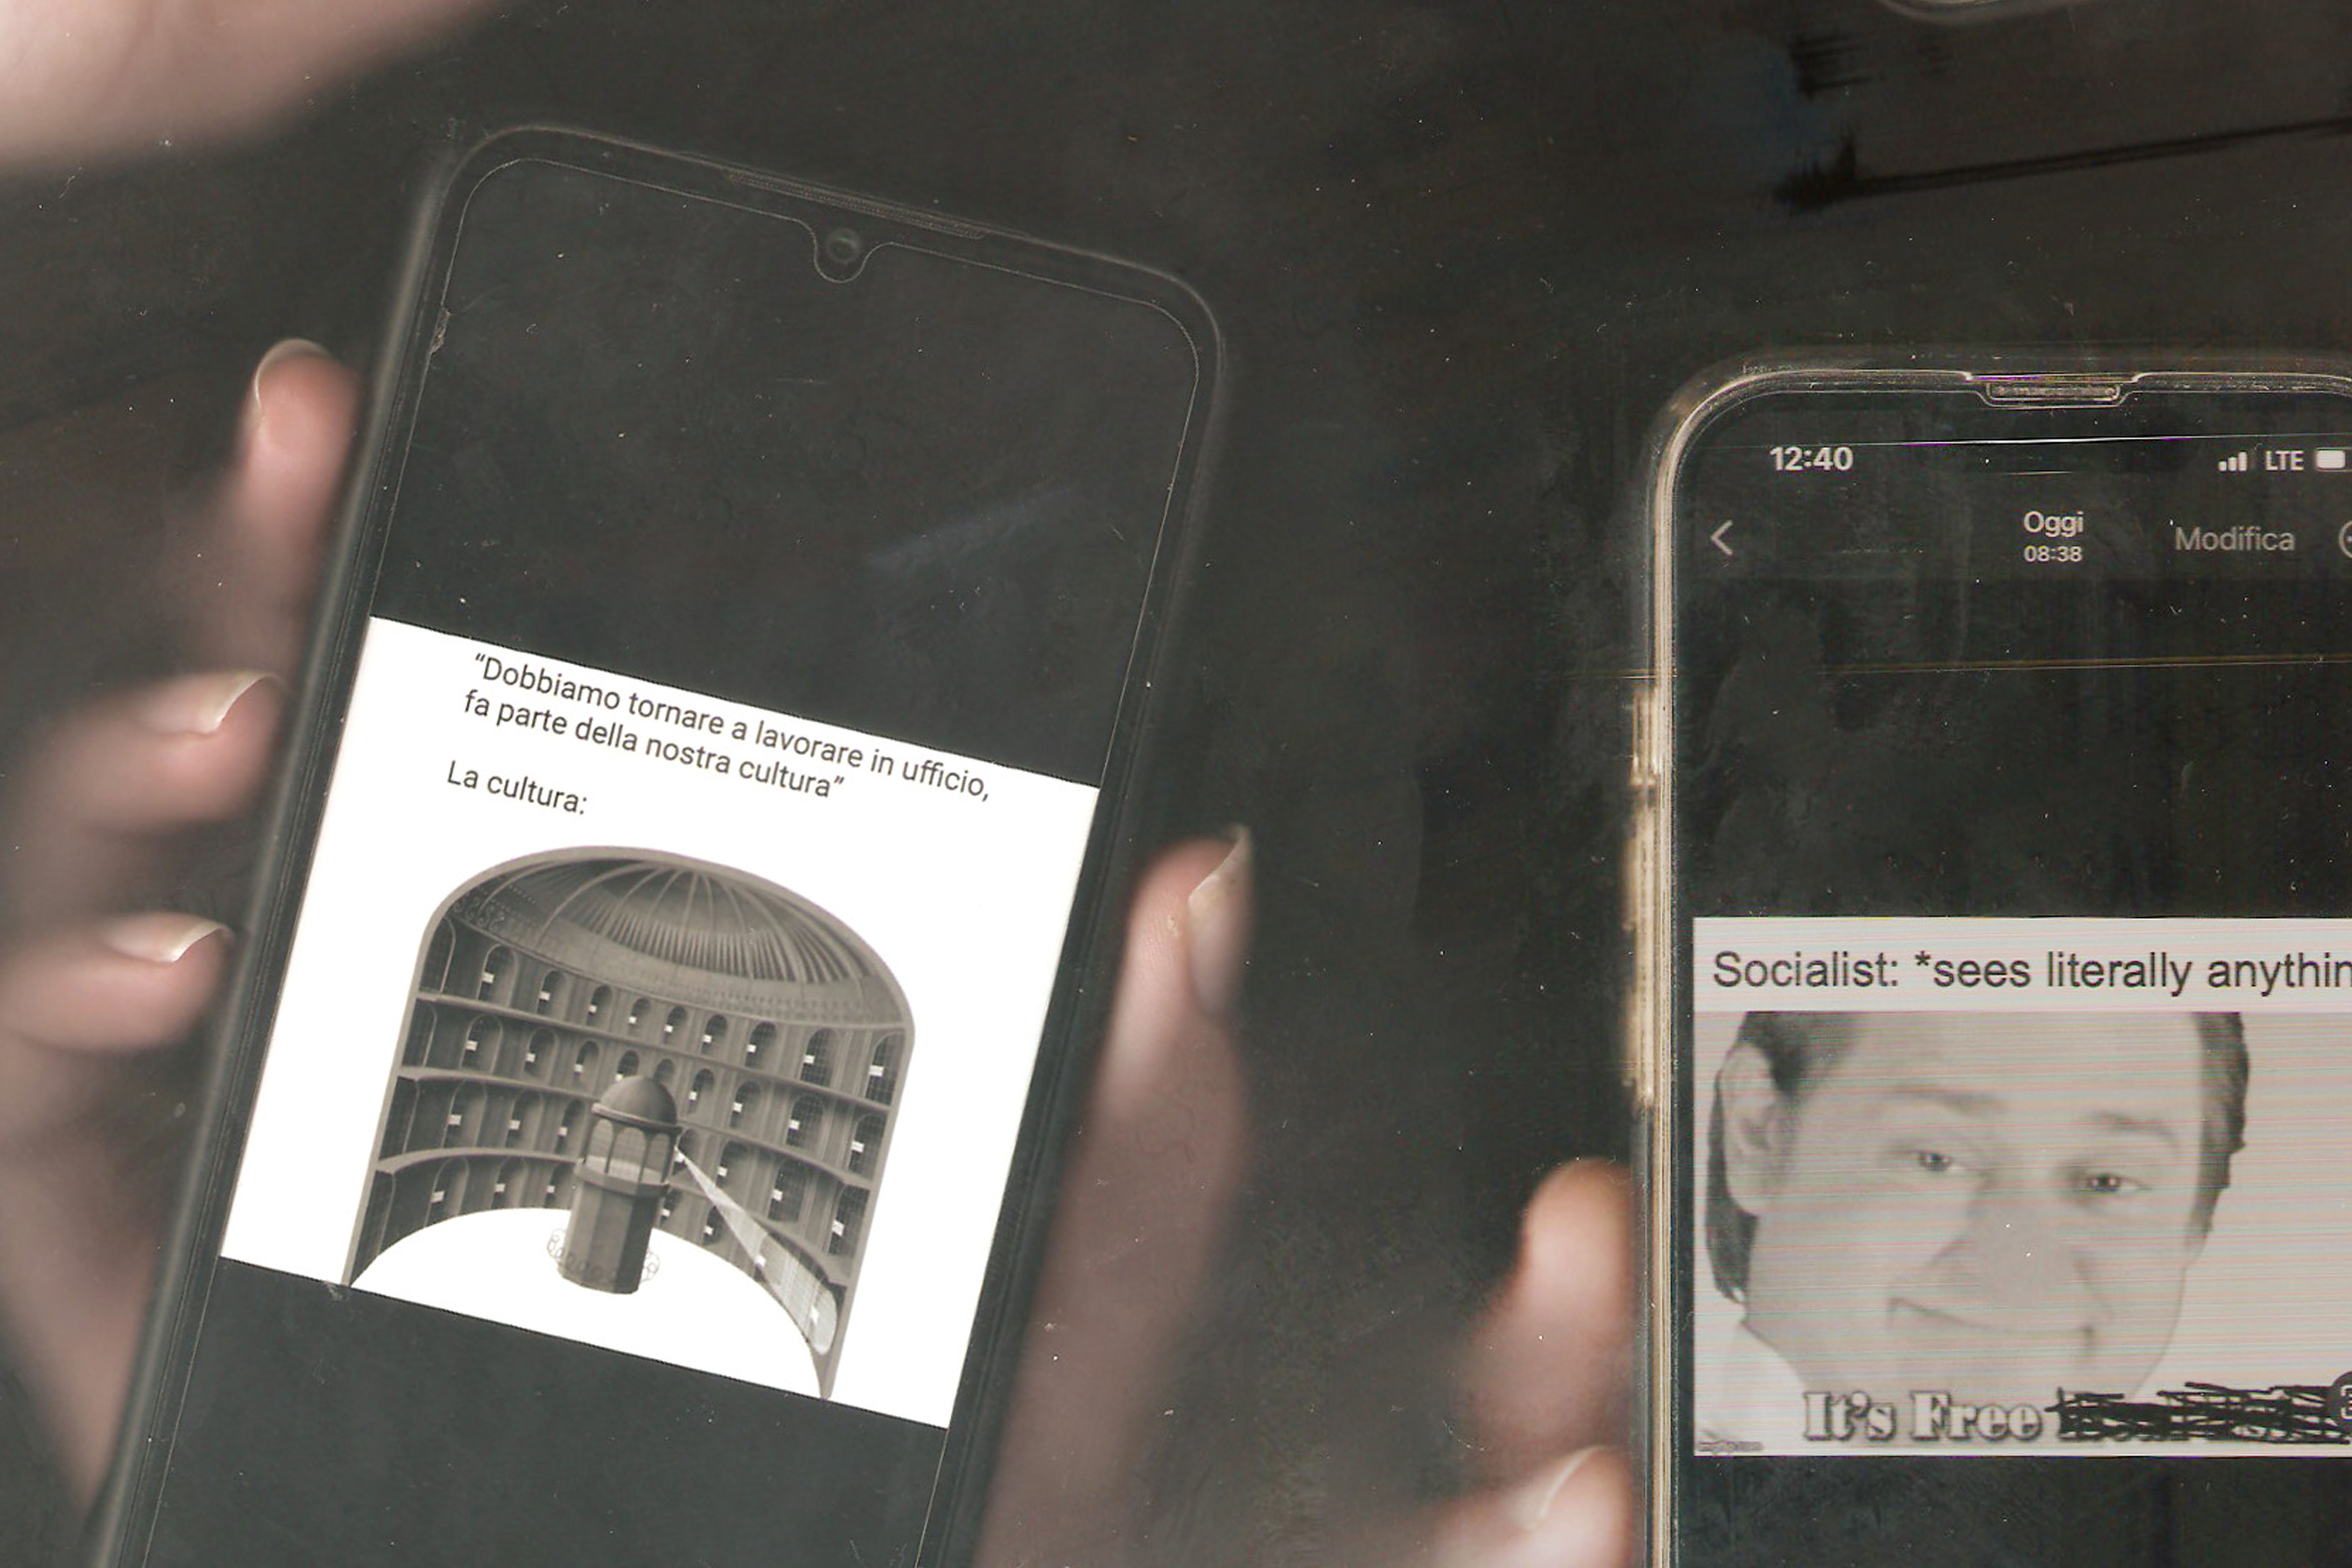 "Dobbiamo tornare a lavorare in ufficio,
fa parte della nostra cultura"
La cultura:
12:40
LTE
Oggi
Modifica
08:38
Socialist: *sees literally anythin
It's Free